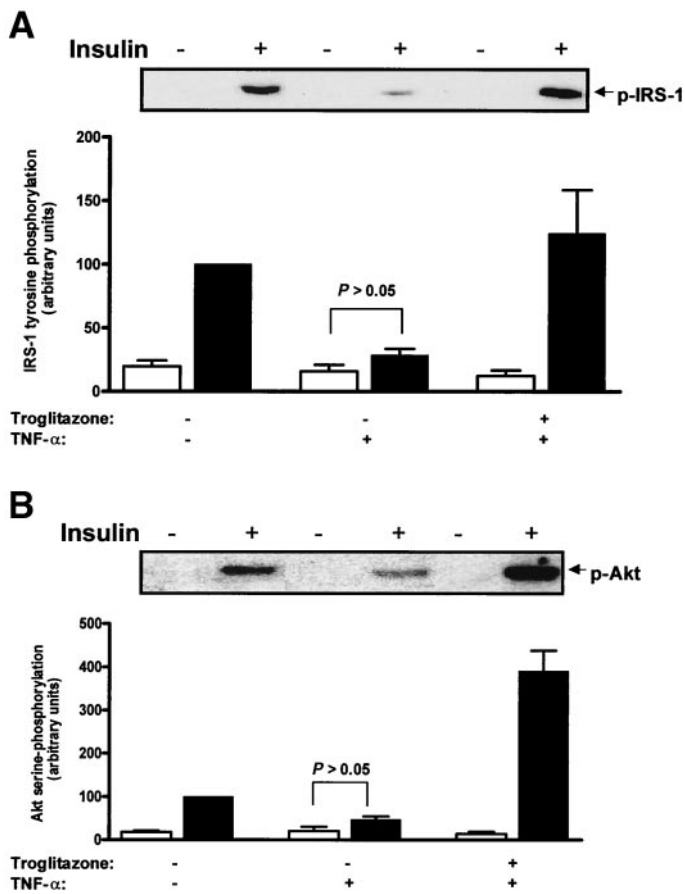 A
Insulin - + - + - +
p-IRS-1
IRS-1 tyrosine phosphorylation
(arbitrary units)
200
150
100
50
0
P > 0.05
Troglitazone: - - +
TNF-α: - + +
B
Insulin - + - + - +
p-Akt
Akt serine-phosphorylation
(arbitrary units)
500
400
300
200
100
0
P > 0.05
Troglitazone: - - +
TNF-α: - + +